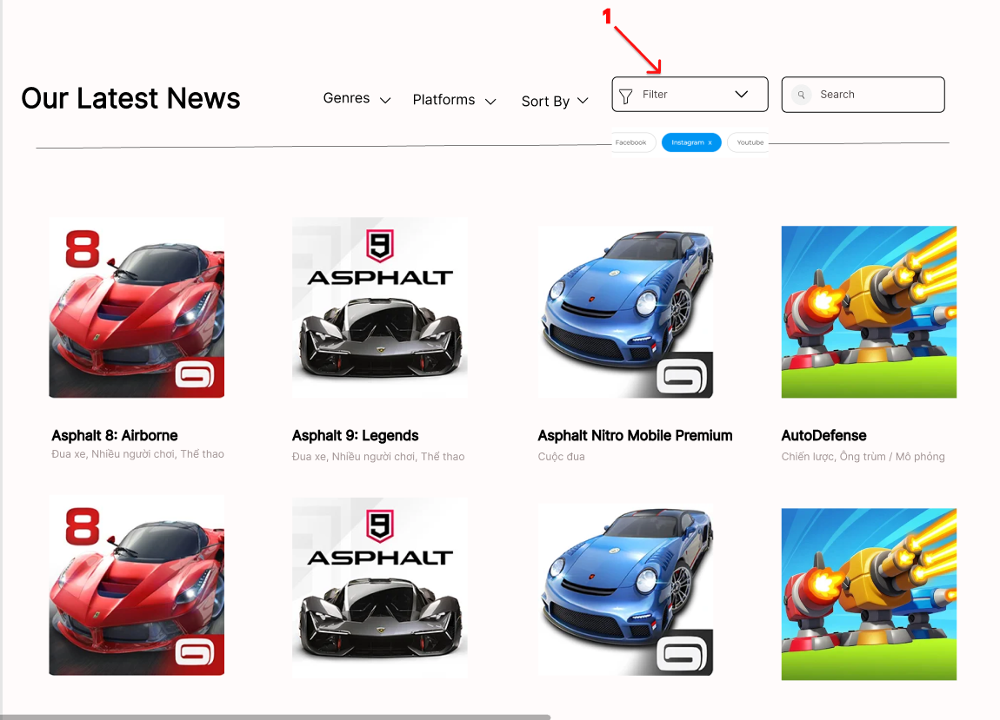 1
Our Latest News
Genres
Platforms
Sort By
Filter
Search
Facebook
Instagram x
Youtube
8
9
ASPHALT
Asphalt 8: Airborne
Đua xe, Nhiều người chơi, Thể thao
Asphalt 9: Legends
Đua xe, Nhiều người chơi, Thể thao
Asphalt Nitro Mobile Premium
Cuộc đua
AutoDefense
Chiến lược, Ông trùm / Mô phỏng
8
9
ASPHALT